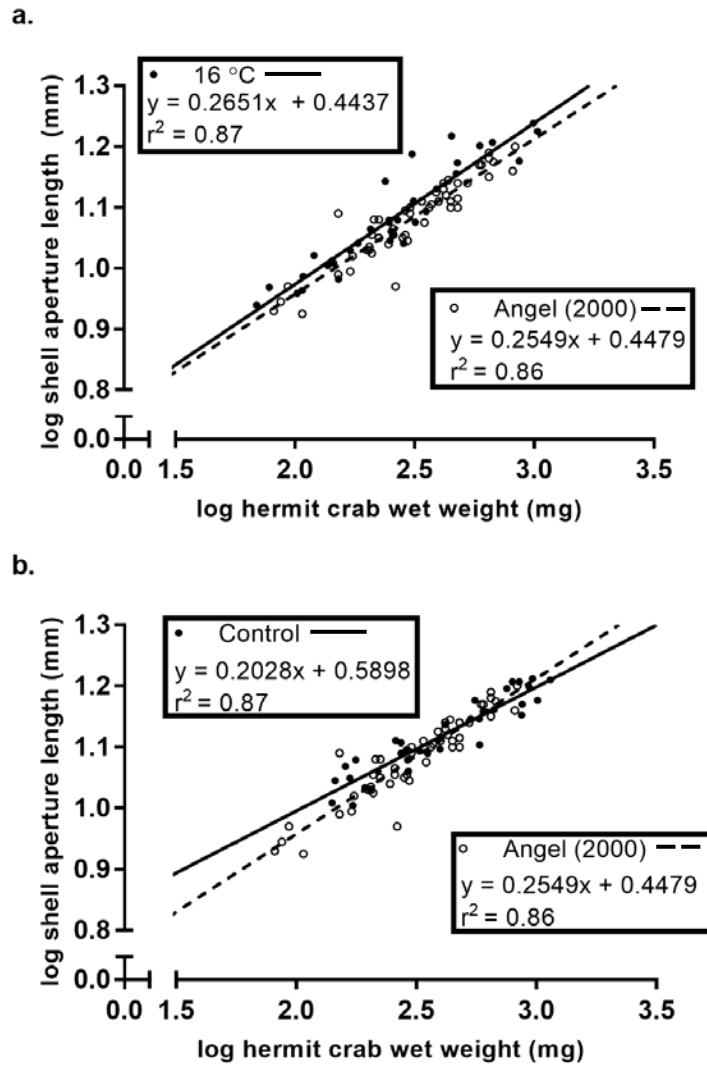 a.
log shell aperture length (mm)
1.3
1.2
1.1
1.0
0.9
0.8
0.0
16 °C
y = 0.2651x + 0.4437
r² = 0.87
Angel (2000)
y = 0.2549x + 0.4479
r² = 0.86
0.0 1.5 2.0 2.5 3.0 3.5
log hermit crab wet weight (mg)
b.
log shell aperture length (mm)
1.3
1.2
1.1
1.0
0.9
0.8
0.0
Control
y = 0.2028x + 0.5898
r² = 0.87
Angel (2000)
y = 0.2549x + 0.4479
r² = 0.86
0.0 1.5 2.0 2.5 3.0 3.5
log hermit crab wet weight (mg)